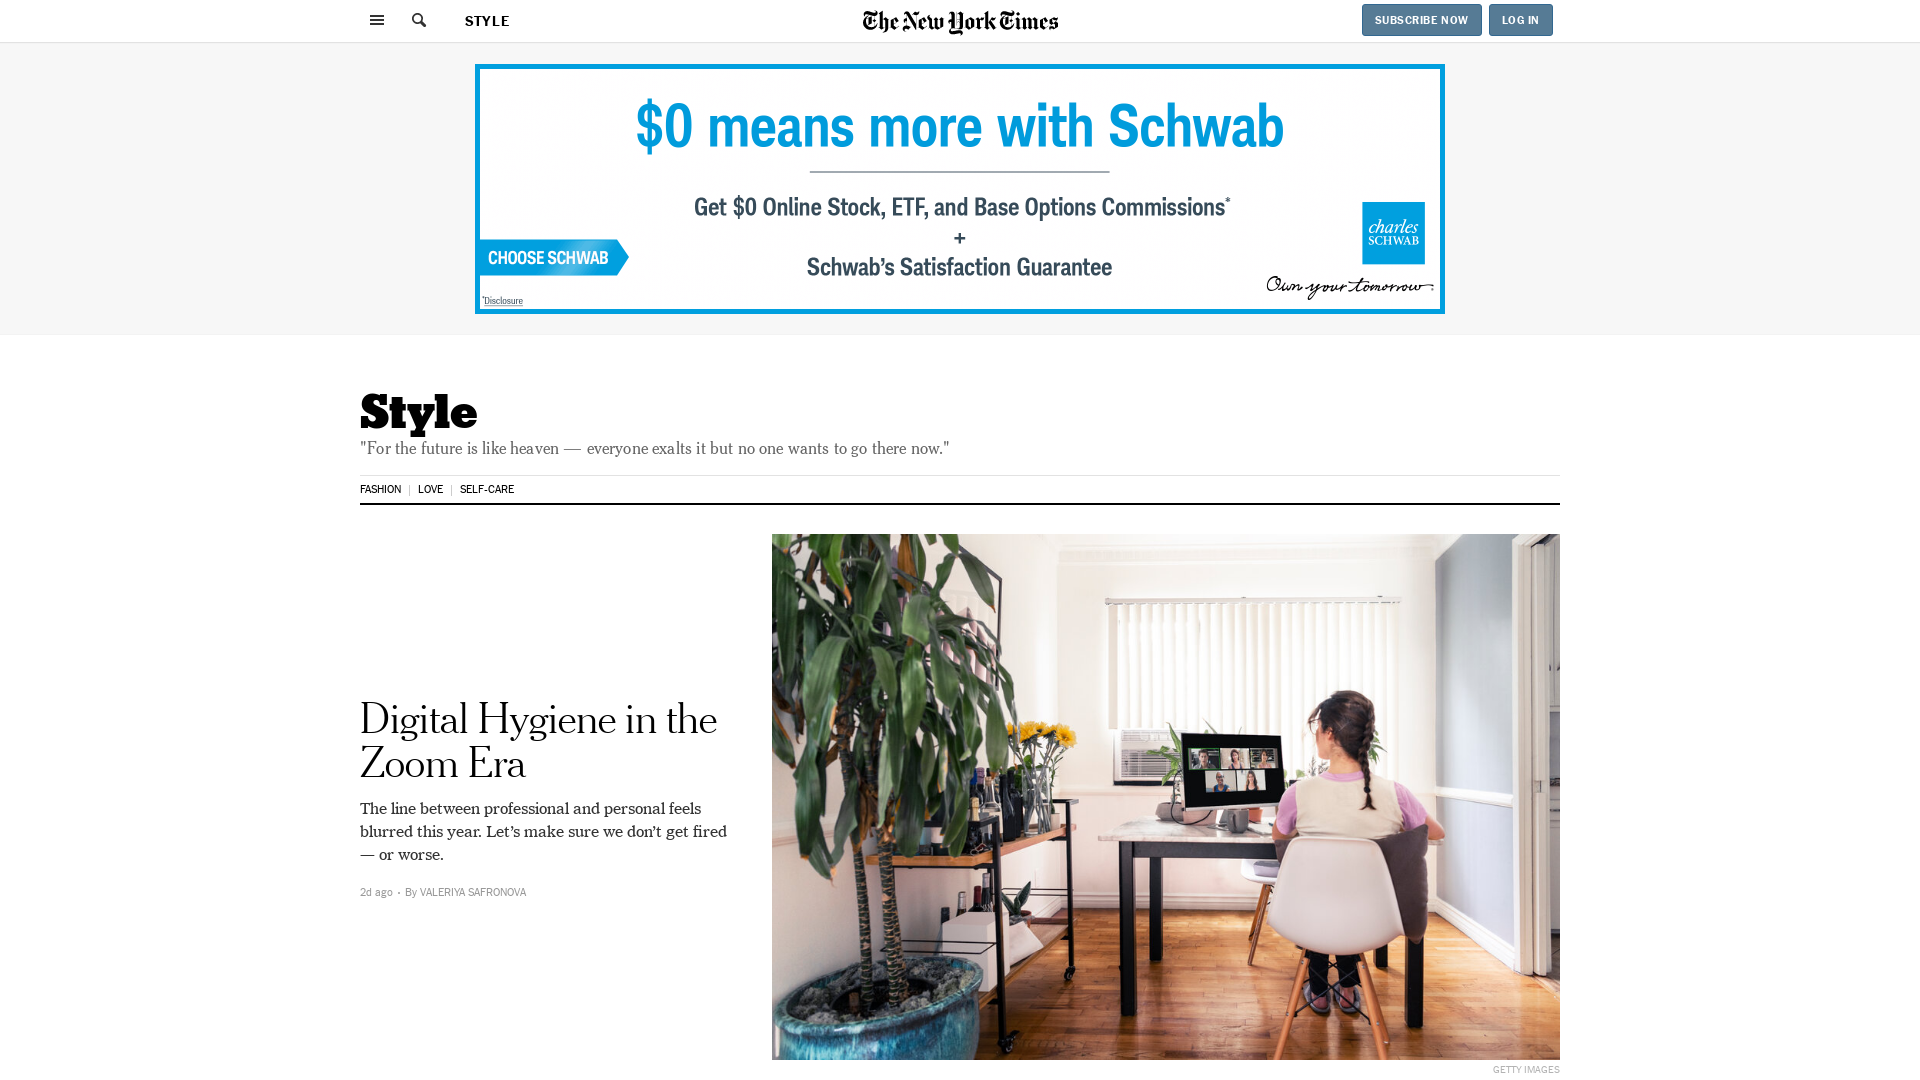 STYLE
The New York Times
SUBSCRIBE NOW
LOG IN
$0 means more with Schwab
Get $0 Online Stock, ETF, and Base Options Commissions*
+
Schwab’s Satisfaction Guarantee
CHOOSE SCHWAB
charles
SCHWAB
Own your tomorrow
*Disclosure
Style
"For the future is like heaven — everyone exalts it but no one wants to go there now."
FASHION | LOVE | SELF-CARE
Digital Hygiene in the
Zoom Era
The line between professional and personal feels
blurred this year. Let’s make sure we don’t get fired
— or worse.
2d ago • By VALERIYA SAFRONOVA
GETTY IMAGES